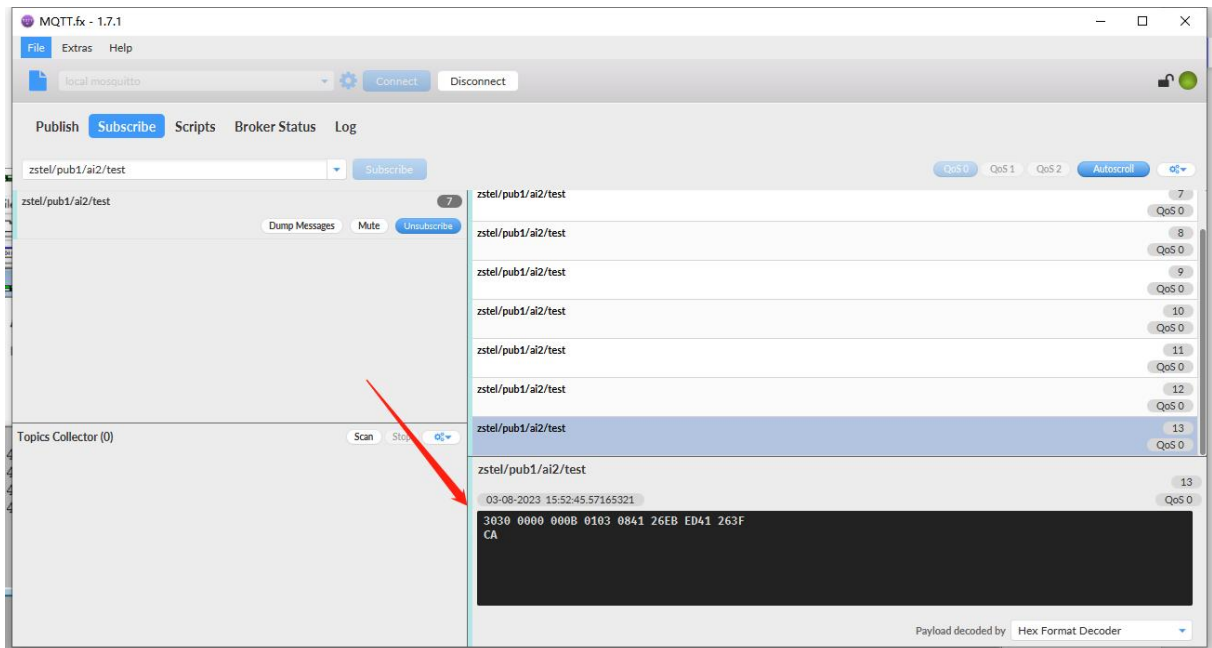 MQTT.fx - 1.7.1
File Extras Help
local mosquitto Connect Disconnect
Publish Subscribe Scripts Broker Status Log
zstel/pub1/ai2/test Subscribe QoS 0 QoS 1 QoS 2 Autoscroll
zstel/pub1/ai2/test 7
Dump Messages Mute Unsubscribe
zstel/pub1/ai2/test 7
QoS 0
zstel/pub1/ai2/test 8
QoS 0
zstel/pub1/ai2/test 9
QoS 0
zstel/pub1/ai2/test 10
QoS 0
zstel/pub1/ai2/test 11
QoS 0
zstel/pub1/ai2/test 12
QoS 0
zstel/pub1/ai2/test 13
QoS 0
Topics Collector (0) Scan Stop
zstel/pub1/ai2/test
13
03-08-2023 15:52:45.57165321 QoS 0
3030 0000 000B 0103 0841 26EB ED41 263F
CA
Payload decoded by Hex Format Decoder